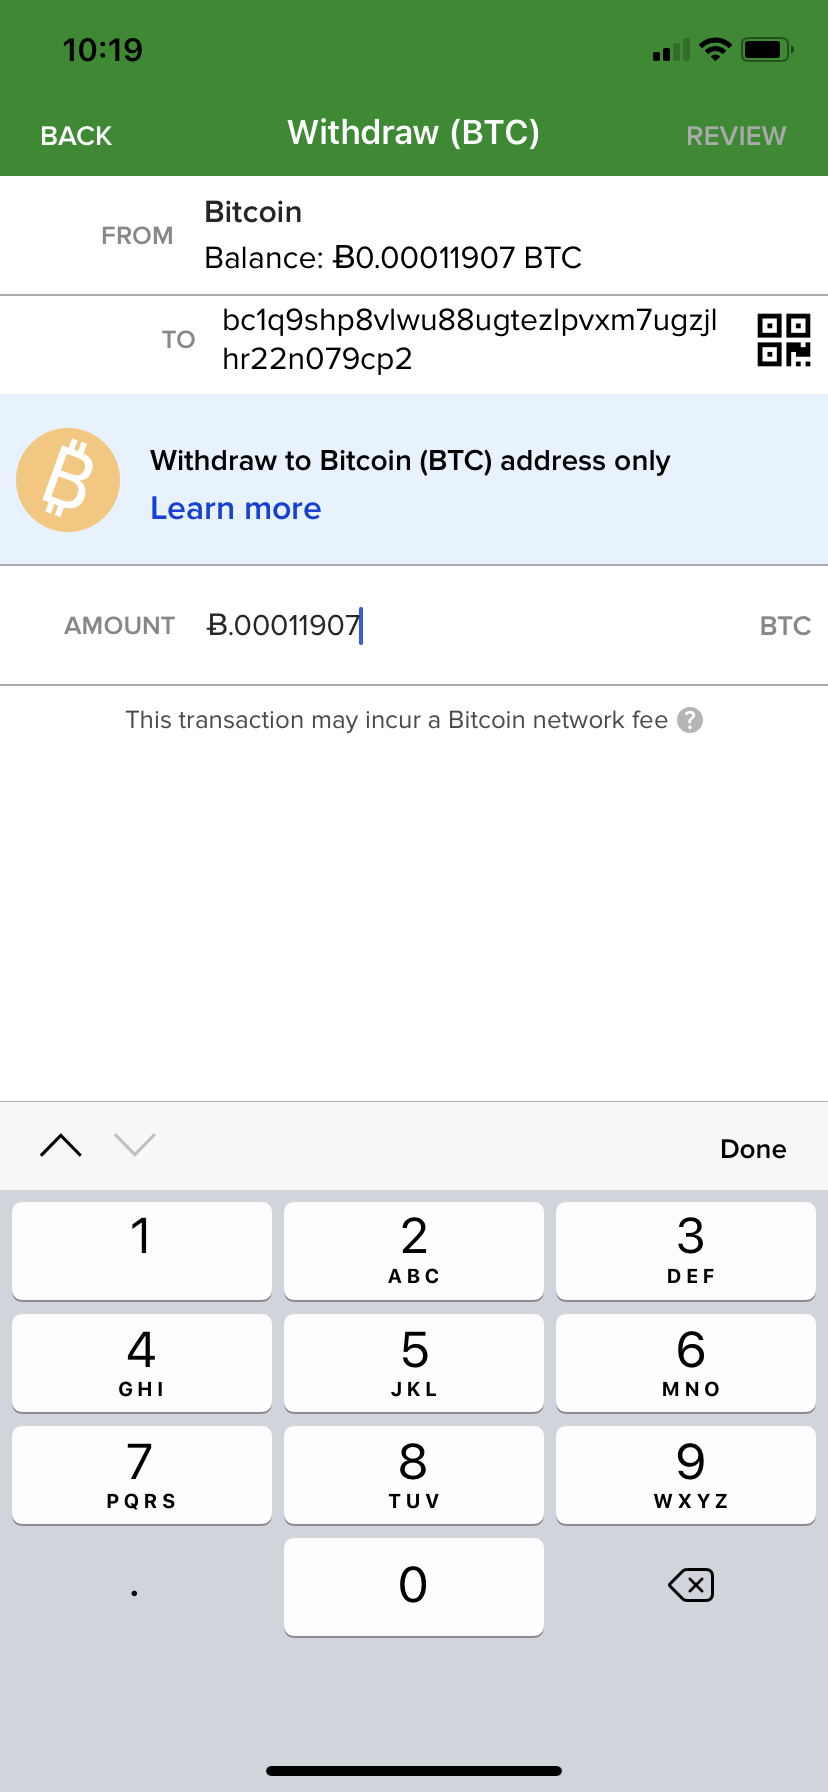 10:19
BACK
Withdraw (BTC)
REVIEW
FROM
Bitcoin
Balance: Ƀ0.00011907 BTC
TO
bc1q9shp8vlwu88ugtezlpvxm7ugzjl
hr22n079cp2
Withdraw to Bitcoin (BTC) address only
Learn more
AMOUNT
Ƀ.00011907
BTC
This transaction may incur a Bitcoin network fee ?
Done
1
2
ABC
3
DEF
4
GHI
5
JKL
6
MNO
7
PQRS
8
TUV
9
WXYZ
.
0